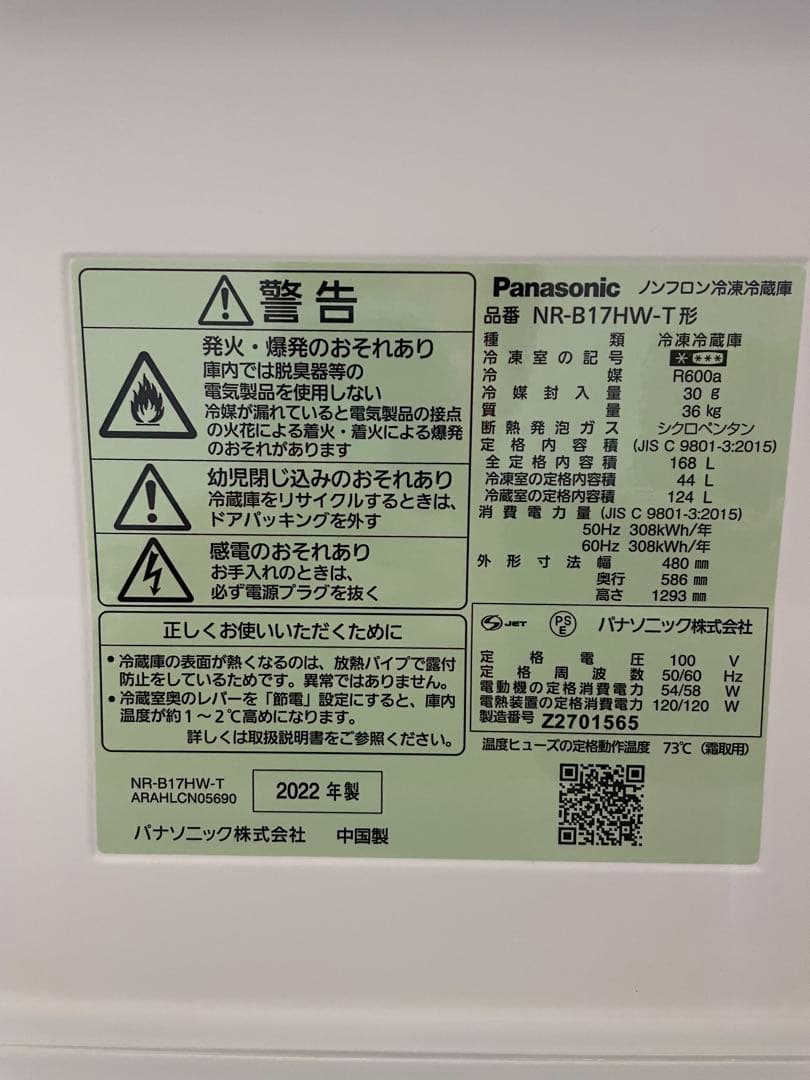 警告
発火・爆発のおそれあり
庫内では脱臭器等の
電気製品を使用しない
冷媒が漏れていると電気製品の接点
の火花による着火・着火による爆発
のおそれがあります
幼児閉じ込みのおそれあり
冷蔵庫をリサイクルするときは、
ドアパッキングを外す
感電のおそれあり
お手入れのときは、
必ず電源プラグを抜く
正しくお使いいただくために
・冷蔵庫の表面が熱くなるのは、放熱パイプで露付
防止をしているためです。異常ではありません。
・冷蔵室奥のレバーを「節電」設定にすると、庫内
温度が約1～2℃高めになります。
詳しくは取扱説明書をご参照ください。
NR-B17HW-T
ARAHLCN05690
2022 年製
パナソニック株式会社 中国製
Panasonic ノンフロン冷凍冷蔵庫
品番 NR-B17HW-T形
種類 冷凍冷蔵庫
冷凍室の記号 * ***
冷媒 R600a
冷媒封入量 30 g
質量 36 kg
断熱発泡ガス シクロペンタン
定格内容積 (JIS C 9801-3:2015)
全定格内容積 168 L
冷凍室の定格内容積 44 L
冷蔵室の定格内容積 124 L
消費電力量 (JIS C 9801-3:2015)
50Hz 308kWh/年
60Hz 308kWh/年
外形寸法 幅 480 mm
奥行 586 mm
高さ 1293 mm
S JET PS E パナソニック株式会社
定格電圧 100 V
定格周波数 50/60 Hz
電動機の定格消費電力 54/58 W
電熱装置の定格消費電力 120/120 W
製造番号 Z2701565
温度ヒューズの定格動作温度 73℃ (霜取用)